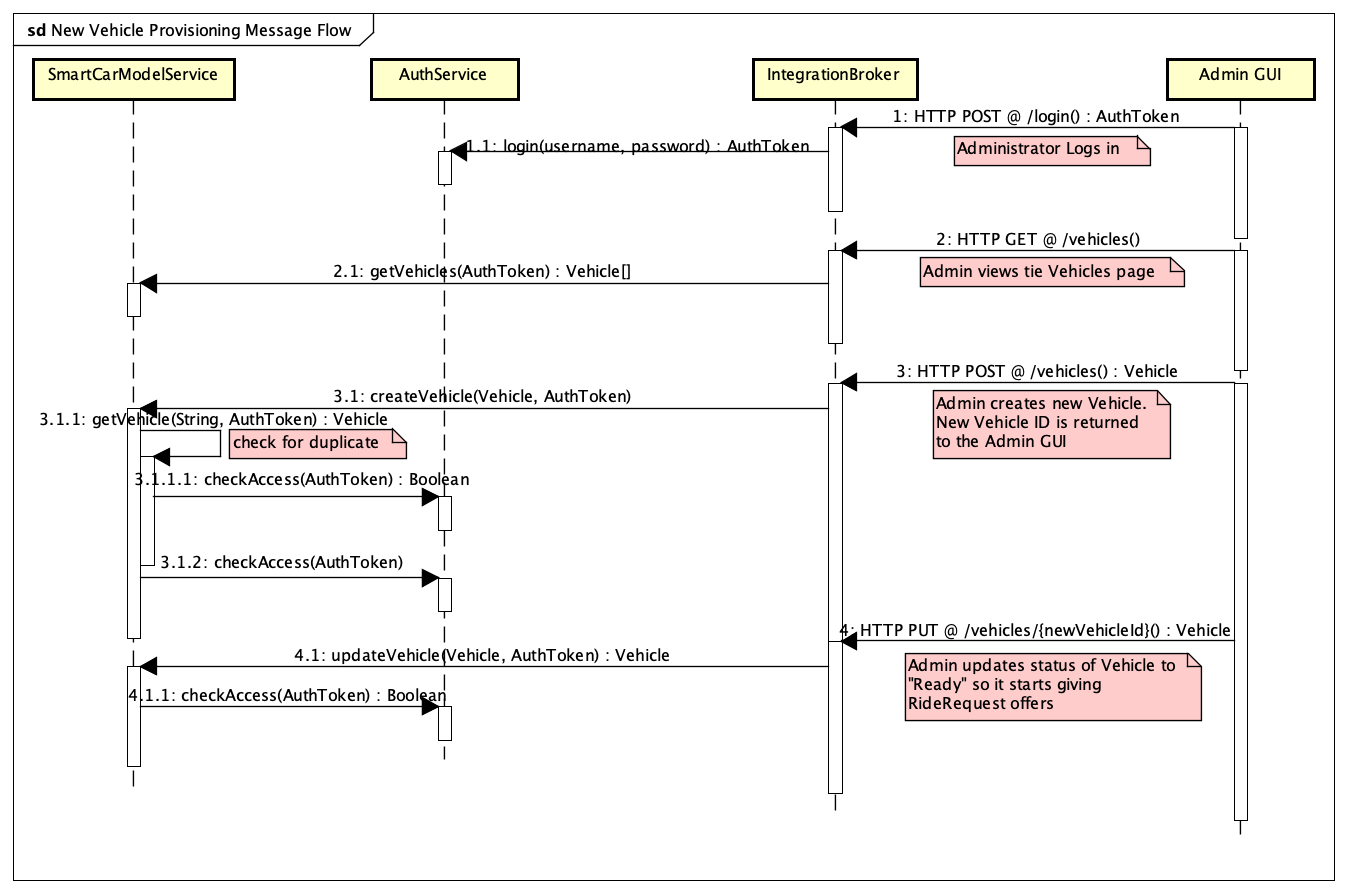 sd New Vehicle Provisioning Message Flow
SmartCarModelService
AuthService
IntegrationBroker
Admin GUI
1: HTTP POST @ /login() : AuthToken
1.1: login(username, password) : AuthToken
Administrator Logs in
2: HTTP GET @ /vehicles()
2.1: getVehicles(AuthToken) : Vehicle[]
Admin views tie Vehicles page
3: HTTP POST @ /vehicles() : Vehicle
3.1: createVehicle(Vehicle, AuthToken)
Admin creates new Vehicle.
New Vehicle ID is returned
to the Admin GUI
3.1.1: getVehicle(String, AuthToken) : Vehicle
check for duplicate
3.1.1.1: checkAccess(AuthToken) : Boolean
3.1.2: checkAccess(AuthToken)
4: HTTP PUT @ /vehicles/{newVehicleId}() : Vehicle
4.1: updateVehicle(Vehicle, AuthToken) : Vehicle
Admin updates status of Vehicle to
"Ready" so it starts giving
RideRequest offers
4.1.1: checkAccess(AuthToken) : Boolean